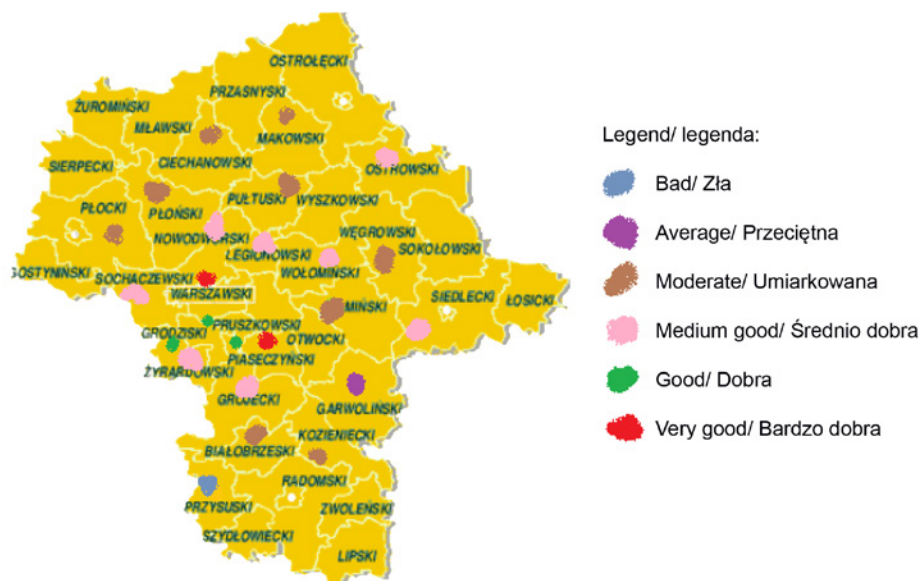 OSTROŁĘCKI
PRZASNYSKI
ŻUROMIŃSKI
MŁAWSKI
MAKOWSKI
CIECHANOWSKI
OSTROWSKI
SIERPECKI
PUŁTUSKI
WYSZKOWSKI
PŁOCKI
PŁOŃSKI
NOWODWORSKI
WĘGROWSKI
SOKOŁOWSKI
LEGIONOWSKI
GOSTYNIŃSKI
SOCHACZEWSKI
WOŁOMIŃSKI
WARSZAWSKI
SIEDLECKI
ŁOSICKI
MIŃSKI
PRUSZKOWSKI
GRODZISKI
OTWOCKI
PIASECZYŃSKI
ŻYRARDOWSKI
GRÓJECKI
GARWOLIŃSKI
KOZIENICKI
BIAŁOBRZESKI
RADOMSKI
PRZYSUSKI
ZWOLEŃSKI
SZYDŁOWIECKI
LIPSKI
Legend/ legenda:
Bad/ Zła
Average/ Przeciętna
Moderate/ Umiarkowana
Medium good/ Średnio dobra
Good/ Dobra
Very good/ Bardzo dobra